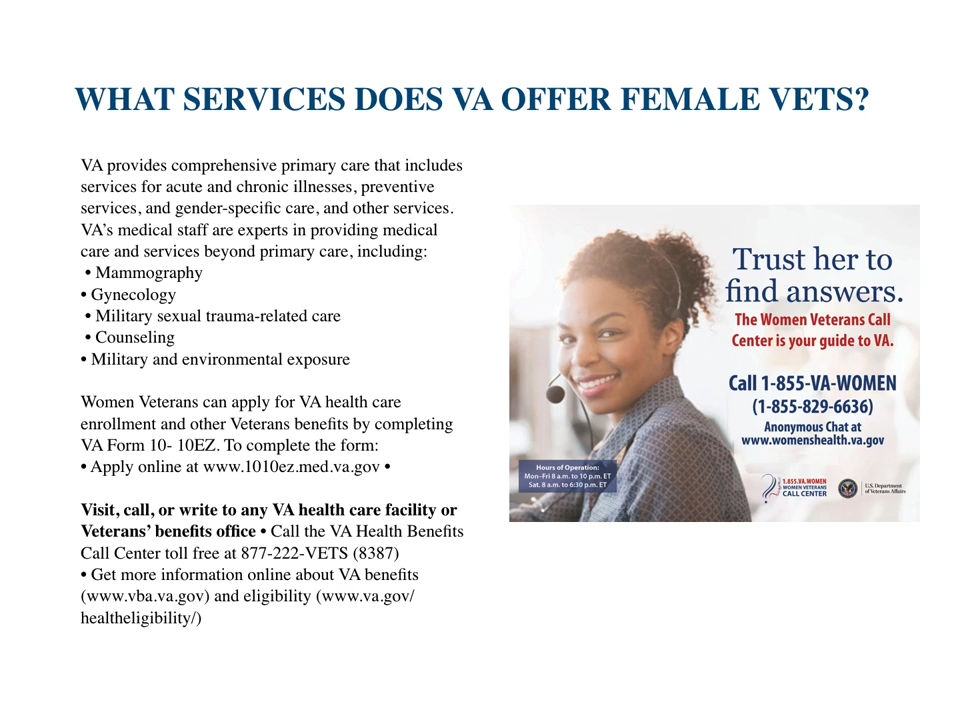 WHAT SERVICES DOES VA OFFER FEMALE VETS?
VA provides comprehensive primary care that includes
services for acute and chronic illnesses, preventive
services, and gender-specific care, and other services.
VA's medical staff are experts in providing medical
care and services beyond primary care, including:
• Mammography
• Gynecology
• Military sexual trauma-related care
• Counseling
• Military and environmental exposure
Women Veterans can apply for VA health care
enrollment and other Veterans benefits by completing
VA Form 10- 10EZ. To complete the form:
• Apply online at www.1010ez.med.va.gov •
Visit, call, or write to any VA health care facility or
Veterans' benefits office • Call the VA Health Benefits
Call Center toll free at 877-222-VETS (8387)
• Get more information online about VA benefits
(www.vba.va.gov) and eligibility (www.va.gov/
healtheligibility/)
Trust her to
find answers.
The Women Veterans Call
Center is your guide to VA.
Call 1-855-VA-WOMEN
(1-855-829-6636)
Anonymous Chat at
www.womenshealth.va.gov
Hours of Operation:
Mon–Fri 8 a.m. to 10 p.m. ET
Sat. 8 a.m. to 6:30 p.m. ET
1.855.VA.WOMEN
WOMEN VETERANS
CALL CENTER
U.S. Department
of Veterans Affairs